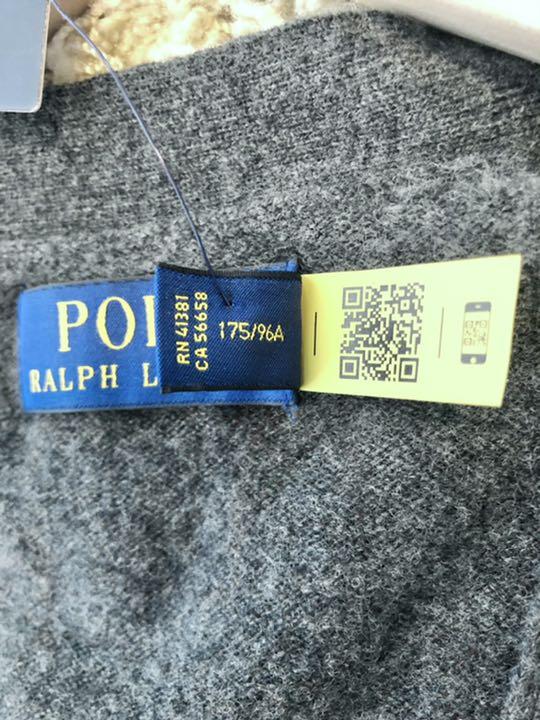 PO
RALPH L
RN 41381
CA 56658
175/96A